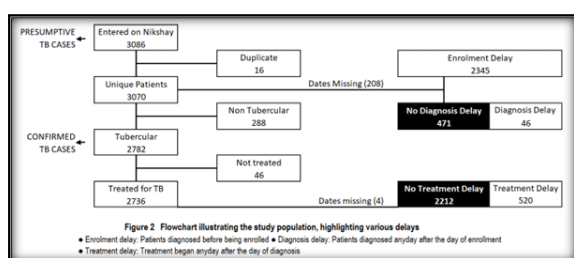 PRESUMPTIVE
TB CASES
Entered on Nikshay
3086
Duplicate
16
Unique Patients
3070
Dates Missing (208)
Enrolment Delay
2345
No Diagnosis Delay
471
Diagnosis Delay
46
Non Tubercular
288
CONFIRMED
TB CASES
Tubercular
2782
Not treated
46
Treated for TB
2736
Dates missing (4)
No Treatment Delay
2212
Treatment Delay
520
Figure 2 Flowchart illustrating the study population, highlighting various delays
● Enrolment delay: Patients diagnosed before being enrolled ● Diagnosis delay: Patients diagnosed anyday after the day of enrollment
● Treatment delay: Treatment began anyday after the day of diagnosis